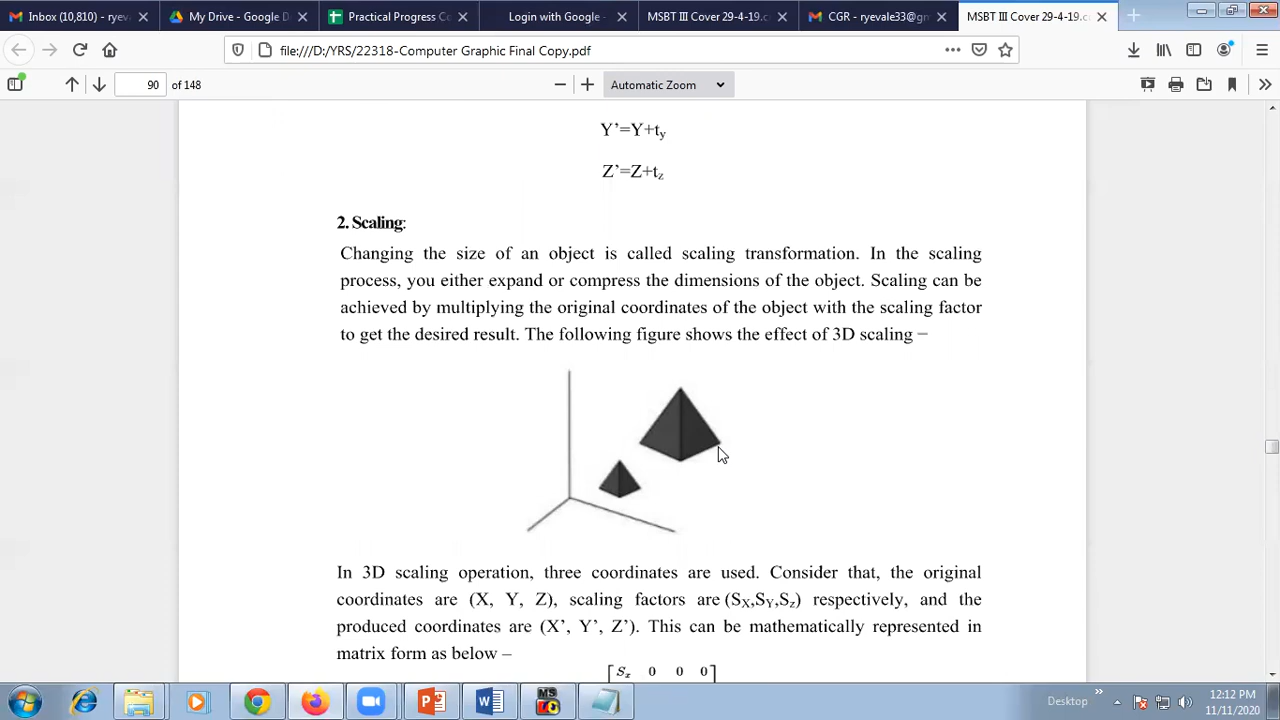 Inbox (10,810) - ryev
My Drive - Google D
Practical Progress C
Login with Google -
MSBT III Cover 29-4-19.c
CGR - ryevale33@gm
MSBT III Cover 29-4-19.c
file:///D:/YRS/22318-Computer Graphic Final Copy.pdf
90 of 148
Automatic Zoom
Y’=Y+ty
Z’=Z+tz
2. Scaling:
Changing the size of an object is called scaling transformation. In the scaling
process, you either expand or compress the dimensions of the object. Scaling can be
achieved by multiplying the original coordinates of the object with the scaling factor
to get the desired result. The following figure shows the effect of 3D scaling −
In 3D scaling operation, three coordinates are used. Consider that, the original
coordinates are (X, Y, Z), scaling factors are (SX,SY,Sz) respectively, and the
produced coordinates are (X’, Y’, Z’). This can be mathematically represented in
matrix form as below −
Sx 0 0 0
Desktop
12:12 PM
11/11/2020